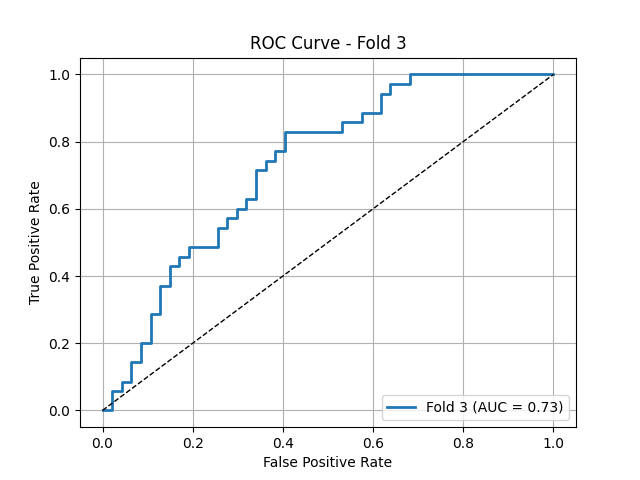 ROC Curve - Fold 3
True Positive Rate
1.0
0.8
0.6
0.4
0.2
0.0
Fold 3 (AUC = 0.73)
0.0 0.2 0.4 0.6 0.8 1.0
False Positive Rate